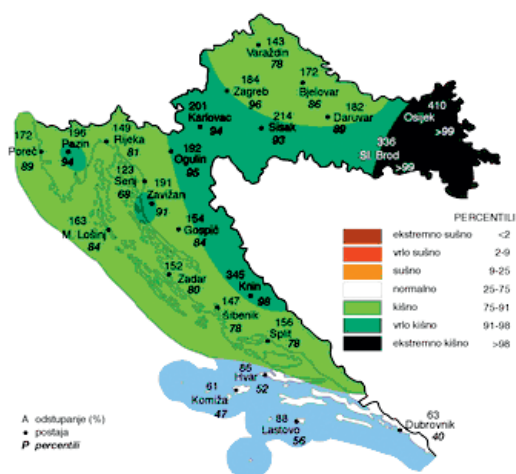 143
Varaždin
78
184
Zagreb
96
172
Bjelovar
86
182
Daruvar
89
410
Osijek
>99
201
Karlovac
94
214
Sisak
93
336
Sl. Brod
>99
172
Poreč
89
196
Pazin
94
149
Rijeka
81
192
Ogulin
95
123
Senj
68
191
Zavižan
91
163
M. Lošinj
84
154
Gospić
84
152
Zadar
80
345
Knin
98
147
Šibenik
78
156
Split
78
85
Hvar
52
61
Komiža
47
88
Lastovo
56
63
Dubrovnik
40
PERCENTILI
ekstremno sušno <2
vrlo sušno 2-9
sušno 9-25
normalno 25-75
kišno 75-91
vrlo kišno 91-98
ekstremno kišno >98
A odstupanje (%)
postaja
P percentili